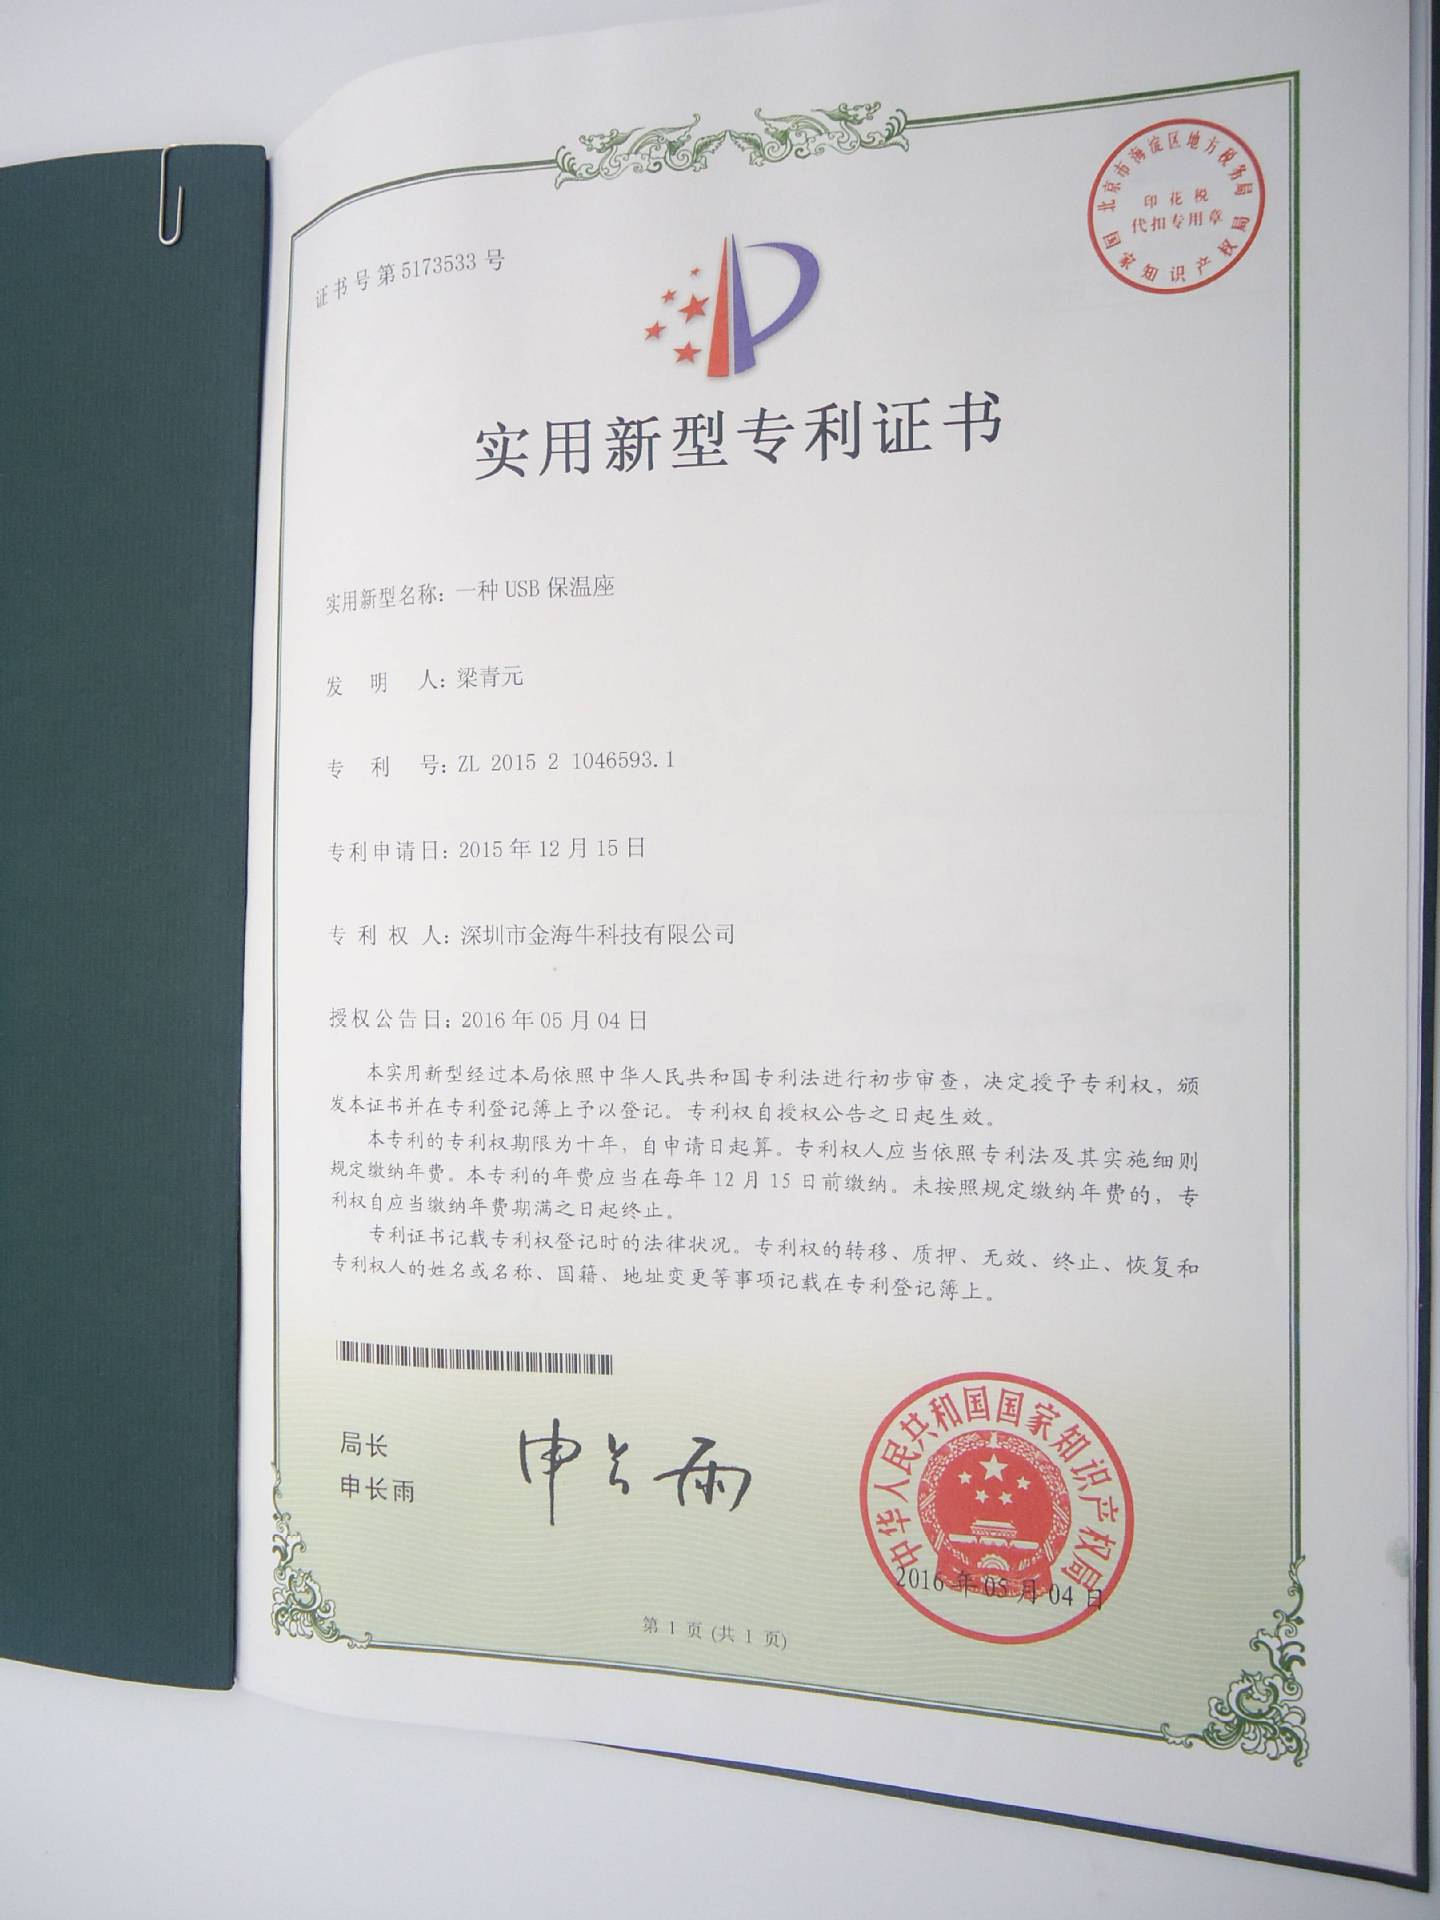 证书号第5173533号
北京市海淀区地方税务局
印花税
代扣专用章
国家知识产权局
实用新型专利证书
实用新型名称：一种USB保温座
发明人：梁青元
专利号：ZL 2015 2 1046593.1
专利申请日：2015年12月15日
专利权人：深圳市金海牛科技有限公司
授权公告日：2016年05月04日
本实用新型经过本局依照中华人民共和国专利法进行初步审查，决定授予专利权，颁
发本证书并在专利登记簿上予以登记。专利权自授权公告之日起生效。
本专利的专利权期限为十年，自申请日起算。专利权人应当依照专利法及其实施细则
规定缴纳年费。本专利的年费应当在每年12月15日前缴纳。未按照规定缴纳年费的，专
利权自应当缴纳年费期满之日起终止。
专利证书记载专利权登记时的法律状况。专利权的转移、质押、无效、终止、恢复和
专利权人的姓名或名称、国籍、地址变更等事项记载在专利登记簿上。
局长
申长雨
申长雨
中华人民共和国国家知识产权局
2016年05月04日
第1页(共1页)